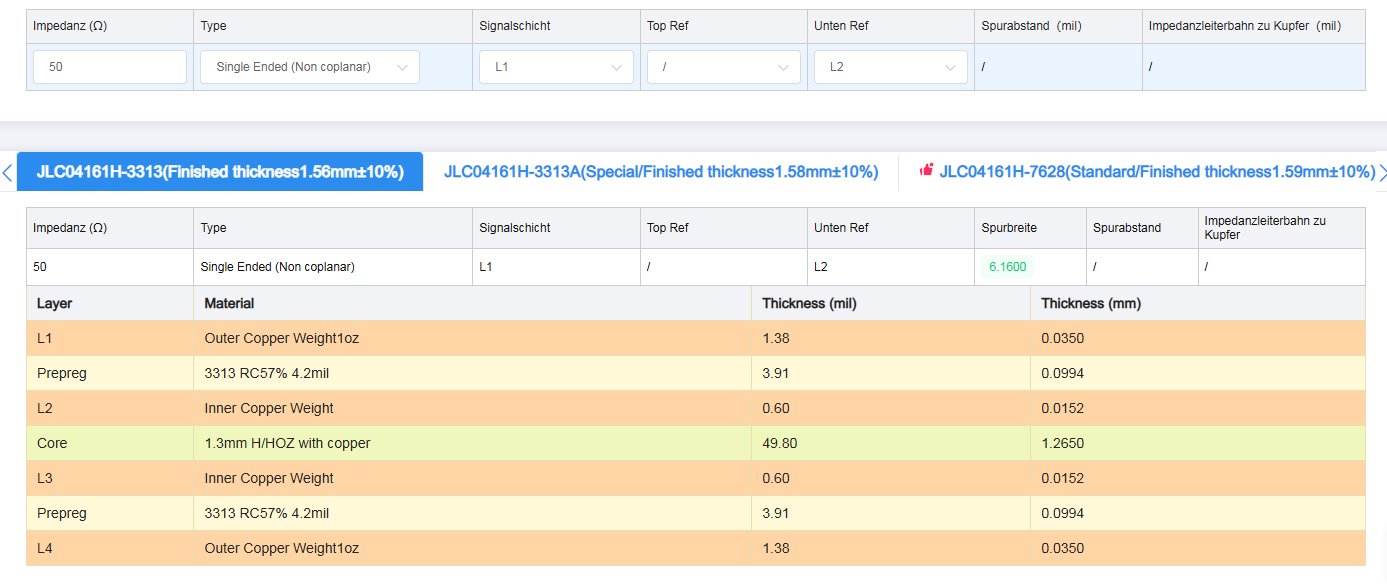 Impedanz (Ω) Type Signalschicht Top Ref Unten Ref Spurabstand（mil） Impedanzleiterbahn zu Kupfer（mil）
50 Single Ended (Non coplanar) L1 / L2 / /
JLC04161H-3313(Finished thickness1.56mm±10%) JLC04161H-3313A(Special/Finished thickness1.58mm±10%) JLC04161H-7628(Standard/Finished thickness1.59mm±10%)
Impedanz (Ω) Type Signalschicht Top Ref Unten Ref Spurbreite Spurabstand Impedanzleiterbahn zu
Kupfer
50 Single Ended (Non coplanar) L1 / L2 6.1600 / /
Layer Material Thickness (mil) Thickness (mm)
L1 Outer Copper Weight1oz 1.38 0.0350
Prepreg 3313 RC57% 4.2mil 3.91 0.0994
L2 Inner Copper Weight 0.60 0.0152
Core 1.3mm H/HOZ with copper 49.80 1.2650
L3 Inner Copper Weight 0.60 0.0152
Prepreg 3313 RC57% 4.2mil 3.91 0.0994
L4 Outer Copper Weight1oz 1.38 0.0350